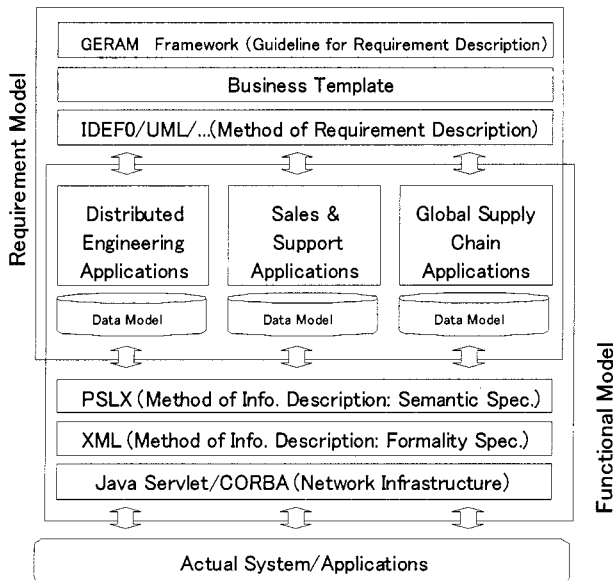 GERAM Framework (Guideline for Requirement Description)
Business Template
IDEF0/UML/...(Method of Requirement Description)
Requirement Model
Distributed
Engineering
Applications
Data Model
Sales &
Support
Applications
Data Model
Global Supply
Chain
Applications
Data Model
PSLX (Method of Info. Description: Semantic Spec.)
XML (Method of Info. Description: Formality Spec.)
Java Servlet/CORBA (Network Infrastructure)
Functional Model
Actual System/Applications